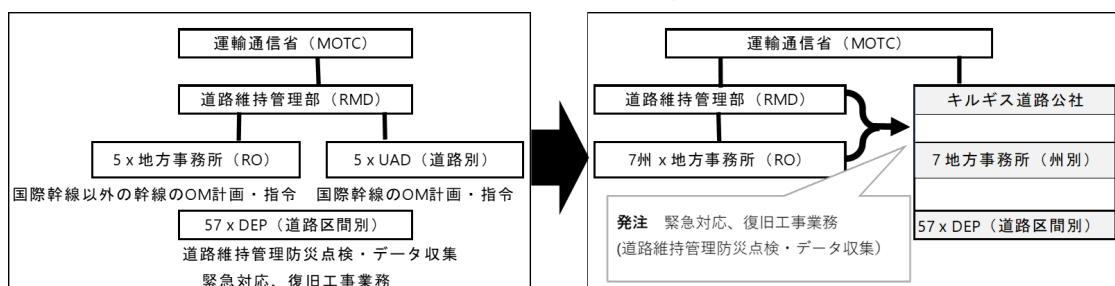 運輸通信省（MOTC）
道路維持管理部（RMD）
5 x 地方事務所（RO）
5 x UAD（道路別）
国際幹線以外の幹線のOM計画・指令
国際幹線のOM計画・指令
57 x DEP（道路区間別）
道路維持管理防災点検・データ収集
緊急対応、復旧工事業務
運輸通信省（MOTC）
道路維持管理部（RMD）
7州 x 地方事務所（RO）
発注　緊急対応、復旧工事業務
(道路維持管理防災点検・データ収集）
キルギス道路公社
7 地方事務所（州別）
57 x DEP（道路区間別）